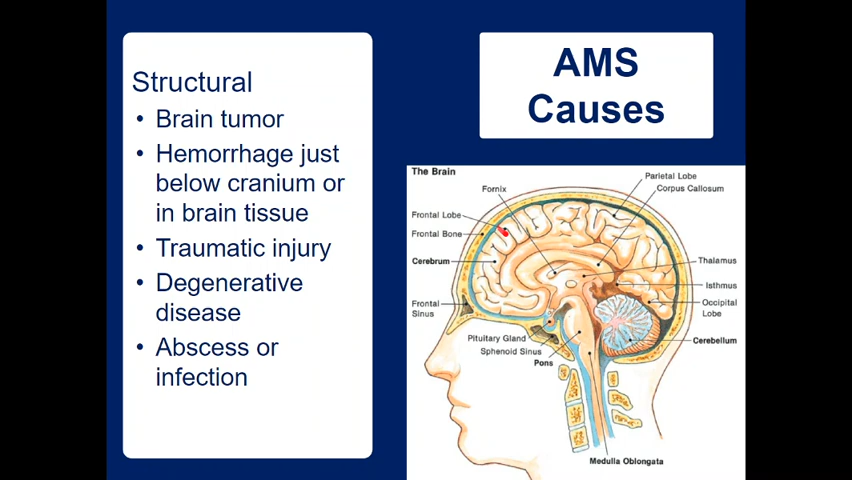 Structural
• Brain tumor
• Hemorrhage just
below cranium or
in brain tissue
• Traumatic injury
• Degenerative
disease
• Abscess or
infection
AMS
Causes
The Brain
Parietal Lobe
Fornix
Corpus Callosum
Frontal Lobe
Frontal Bone
Cerebrum
Thalamus
Isthmus
Frontal
Sinus
Occipital
Lobe
Pituitary Gland
Cerebellum
Sphenoid Sinus
Pons
Medulla Oblongata